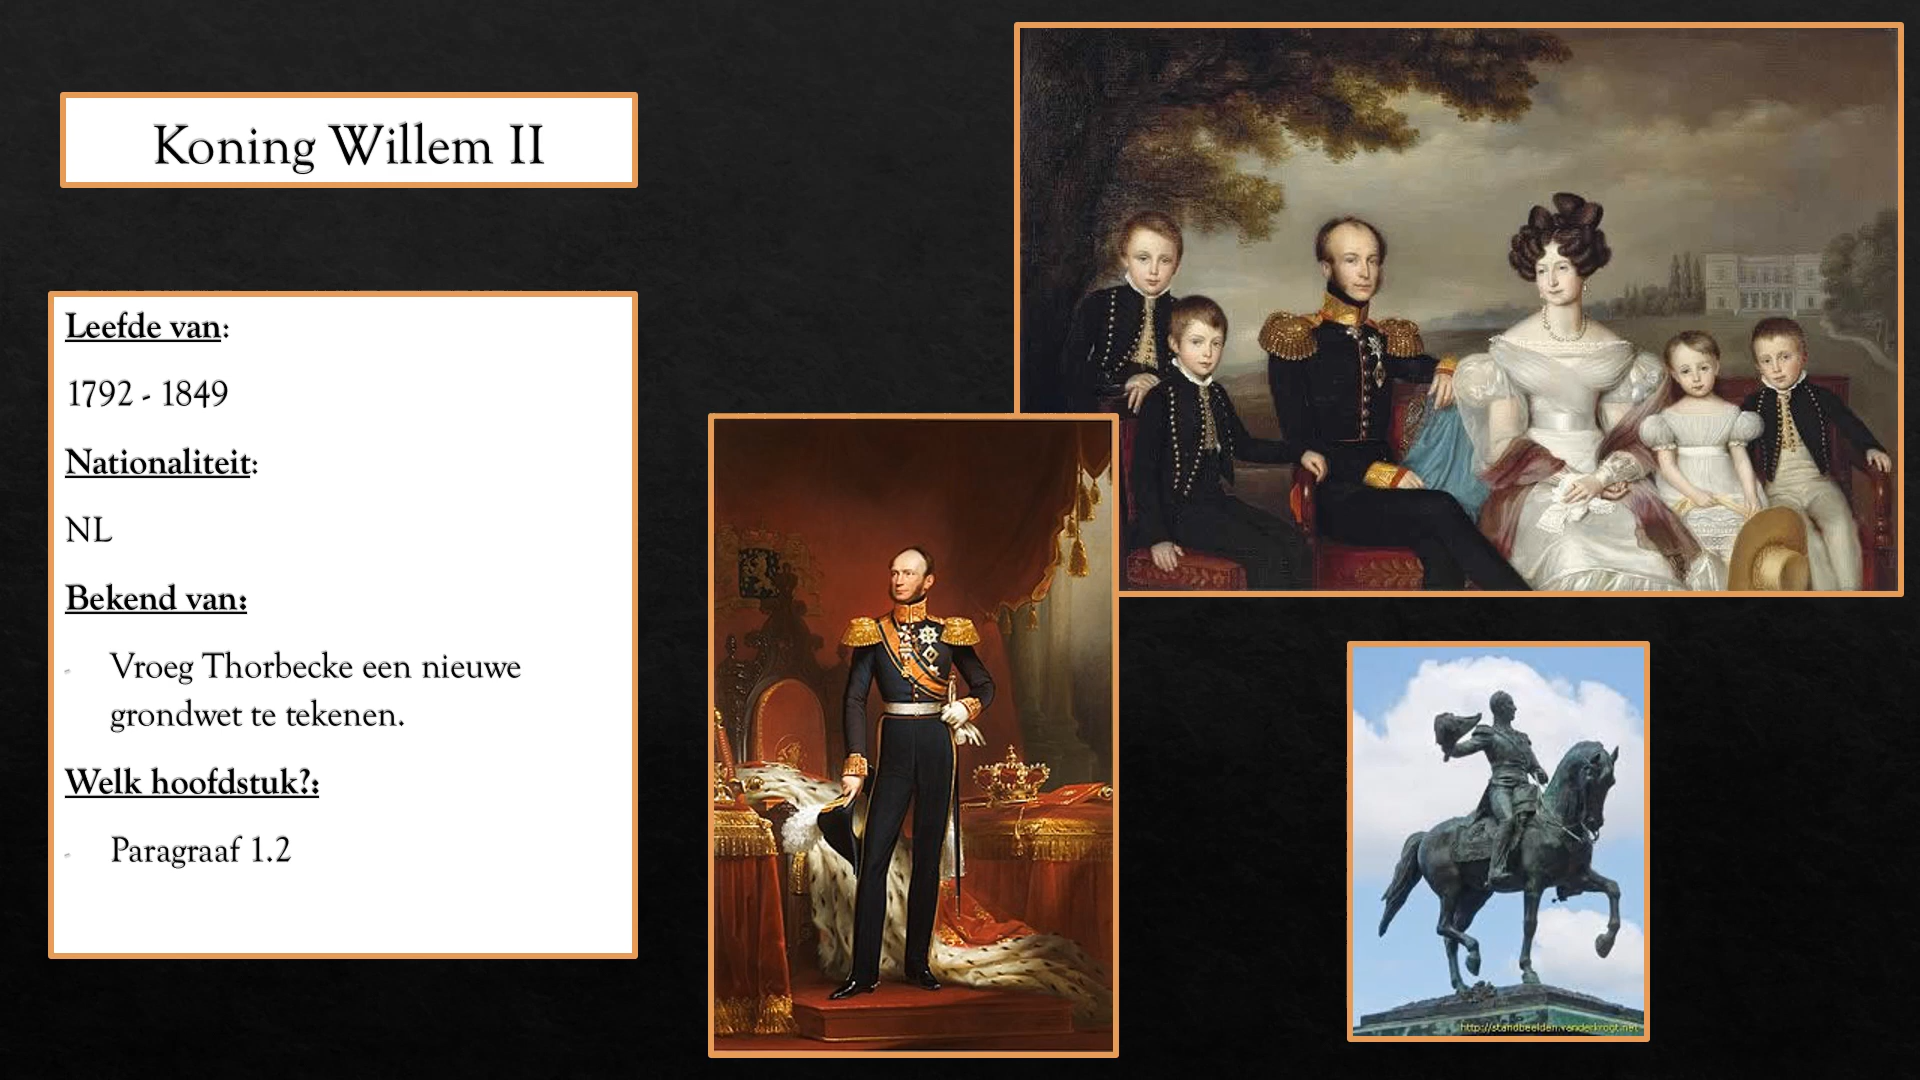 Koning Willem II
Leefde van:
1792 - 1849
Nationaliteit:
NL
Bekend van:
- Vroeg Thorbecke een nieuwe
grondwet te tekenen.
Welk hoofdstuk?:
- Paragraaf 1.2
http://standbeelden.vanderkrogt.net